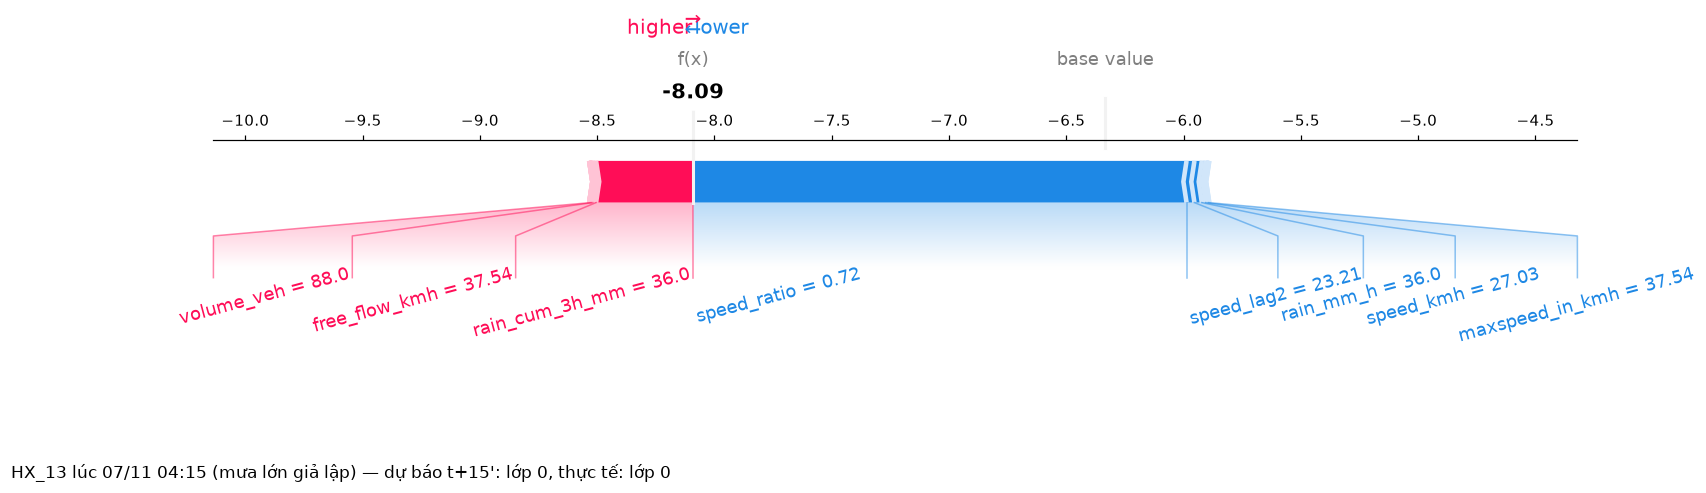 higher⇄lower
f(x) base value
-8.09
−10.0 −9.5 −9.0 −8.5 −8.0 −7.5 −7.0 −6.5 −6.0 −5.5 −5.0 −4.5
volume_veh = 88.0
free_flow_kmh = 37.54
rain_cum_3h_mm = 36.0
speed_ratio = 0.72
speed_lag2 = 23.21
rain_mm_h = 36.0
speed_kmh = 27.03
maxspeed_in_kmh = 37.54
HX_13 lúc 07/11 04:15 (mưa lớn giả lập) — dự báo t+15': lớp 0, thực tế: lớp 0